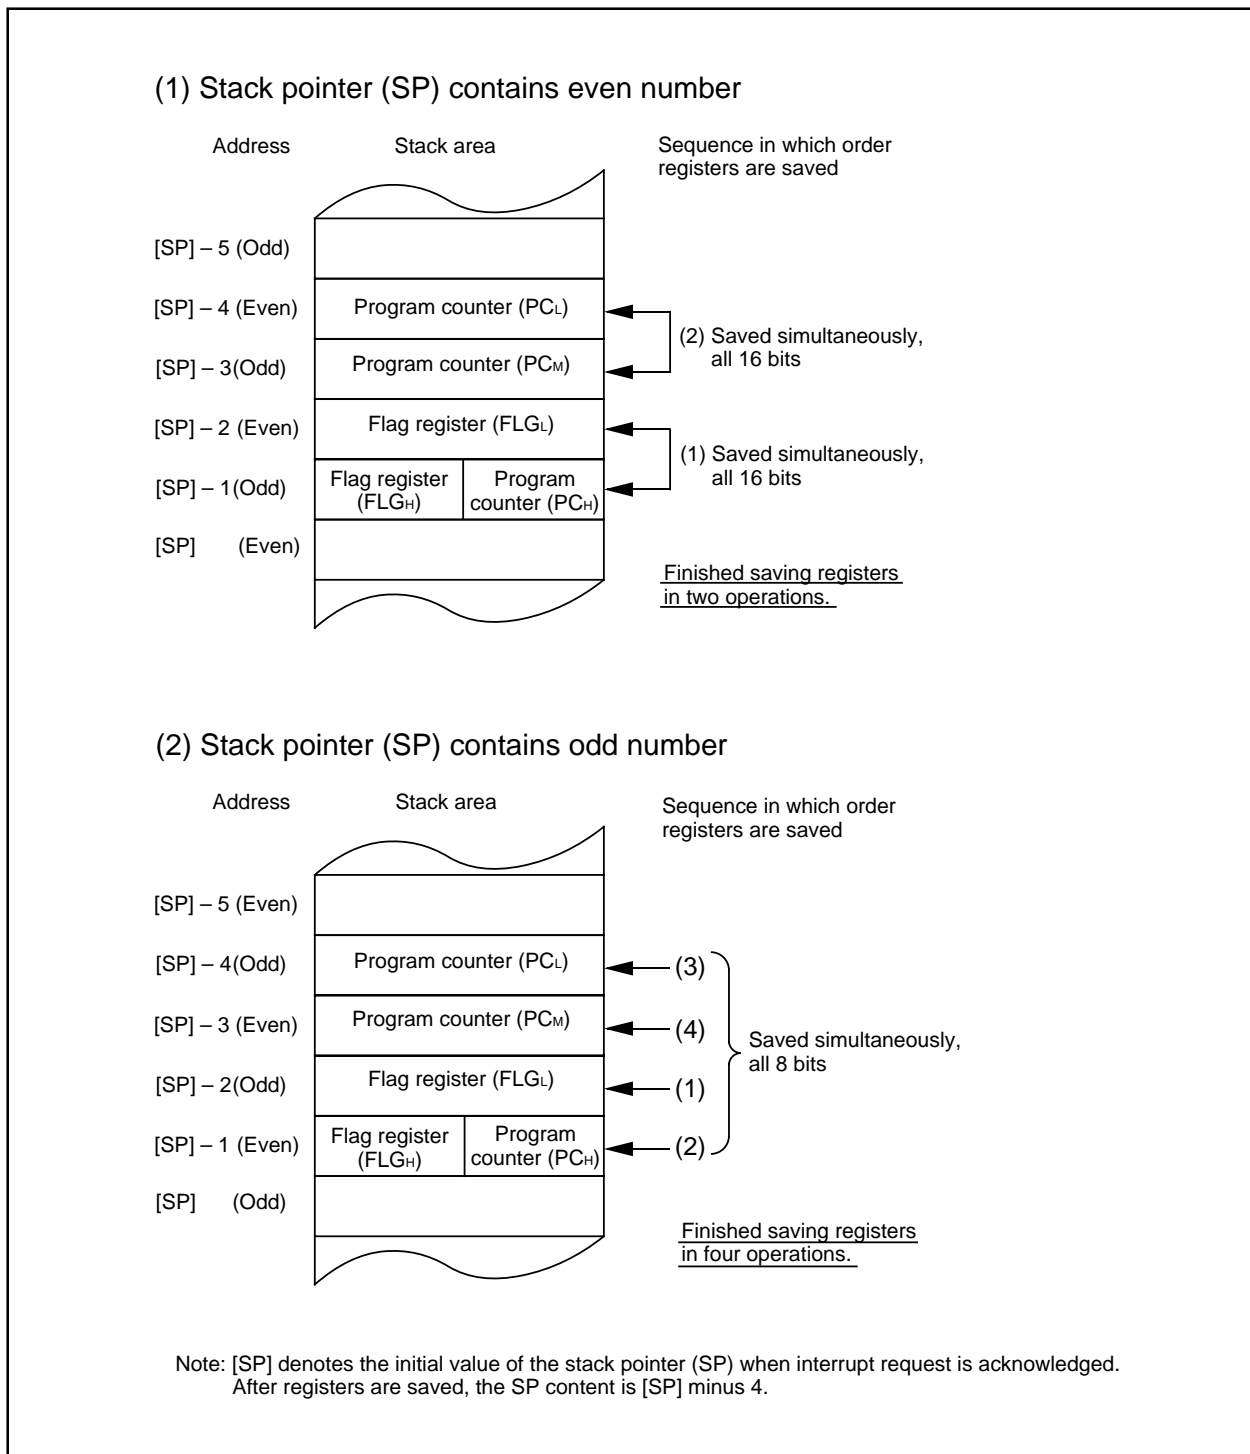 (1) Stack pointer (SP) contains even number
Address
Stack area
Sequence in which order
registers are saved
[SP] – 5 (Odd)
[SP] – 4 (Even)
Program counter (PCL)
[SP] – 3(Odd)
Program counter (PCM)
(2) Saved simultaneously,
all 16 bits
[SP] – 2 (Even)
Flag register (FLGL)
[SP] – 1(Odd)
Flag register
(FLGH)
Program
counter (PCH)
(1) Saved simultaneously,
all 16 bits
[SP] (Even)
Finished saving registers
in two operations.
(2) Stack pointer (SP) contains odd number
Address
Stack area
Sequence in which order
registers are saved
[SP] – 5 (Even)
[SP] – 4(Odd)
Program counter (PCL)
(3)
[SP] – 3 (Even)
Program counter (PCM)
(4)
Saved simultaneously,
all 8 bits
[SP] – 2(Odd)
Flag register (FLGL)
(1)
[SP] – 1 (Even)
Flag register
(FLGH)
Program
counter (PCH)
(2)
[SP] (Odd)
Finished saving registers
in four operations.
Note: [SP] denotes the initial value of the stack pointer (SP) when interrupt request is acknowledged.
After registers are saved, the SP content is [SP] minus 4.